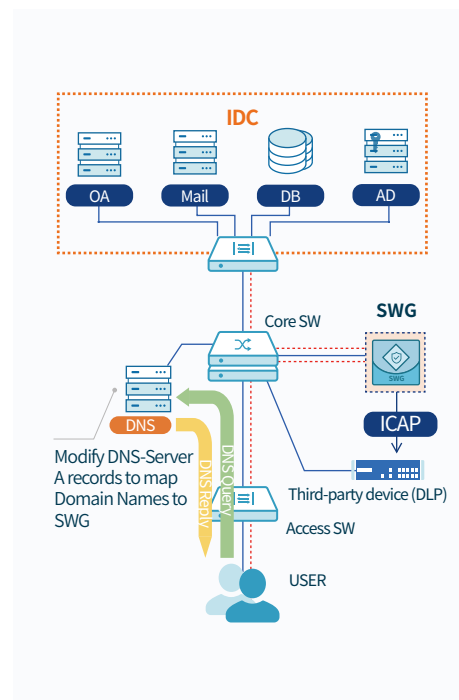 IDC
OA
Mail
DB
AD
Core SW
SWG
SWG
ICAP
DNS
Modify DNS-Server
A records to map
Domain Names to
SWG
DNS Reply
DNS Query
Third-party device (DLP)
Access SW
USER